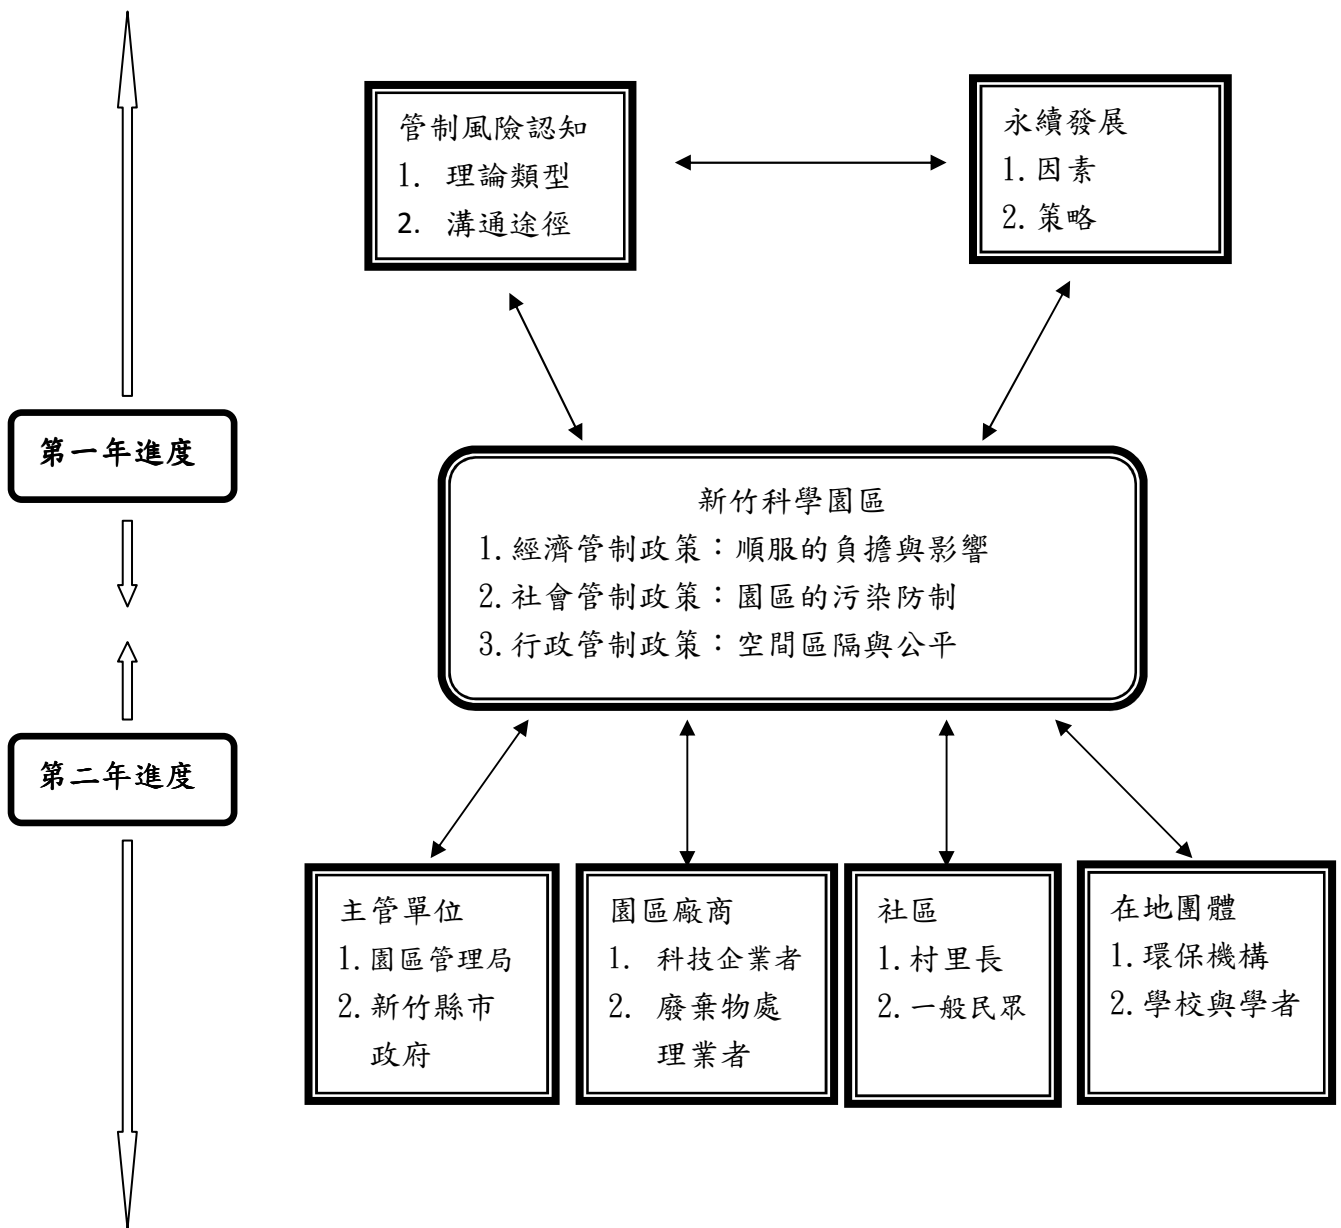 管制風險認知
1. 理論類型
2. 溝通途徑
永續發展
1.因素
2.策略
第一年進度
新竹科學園區
1.經濟管制政策：順服的負擔與影響
2.社會管制政策：園區的污染防制
3.行政管制政策：空間區隔與公平
第二年進度
主管單位
1.園區管理局
2.新竹縣市
政府
園區廠商
1. 科技企業者
2. 廢棄物處
理業者
社區
1.村里長
2.一般民眾
在地團體
1.環保機構
2.學校與學者